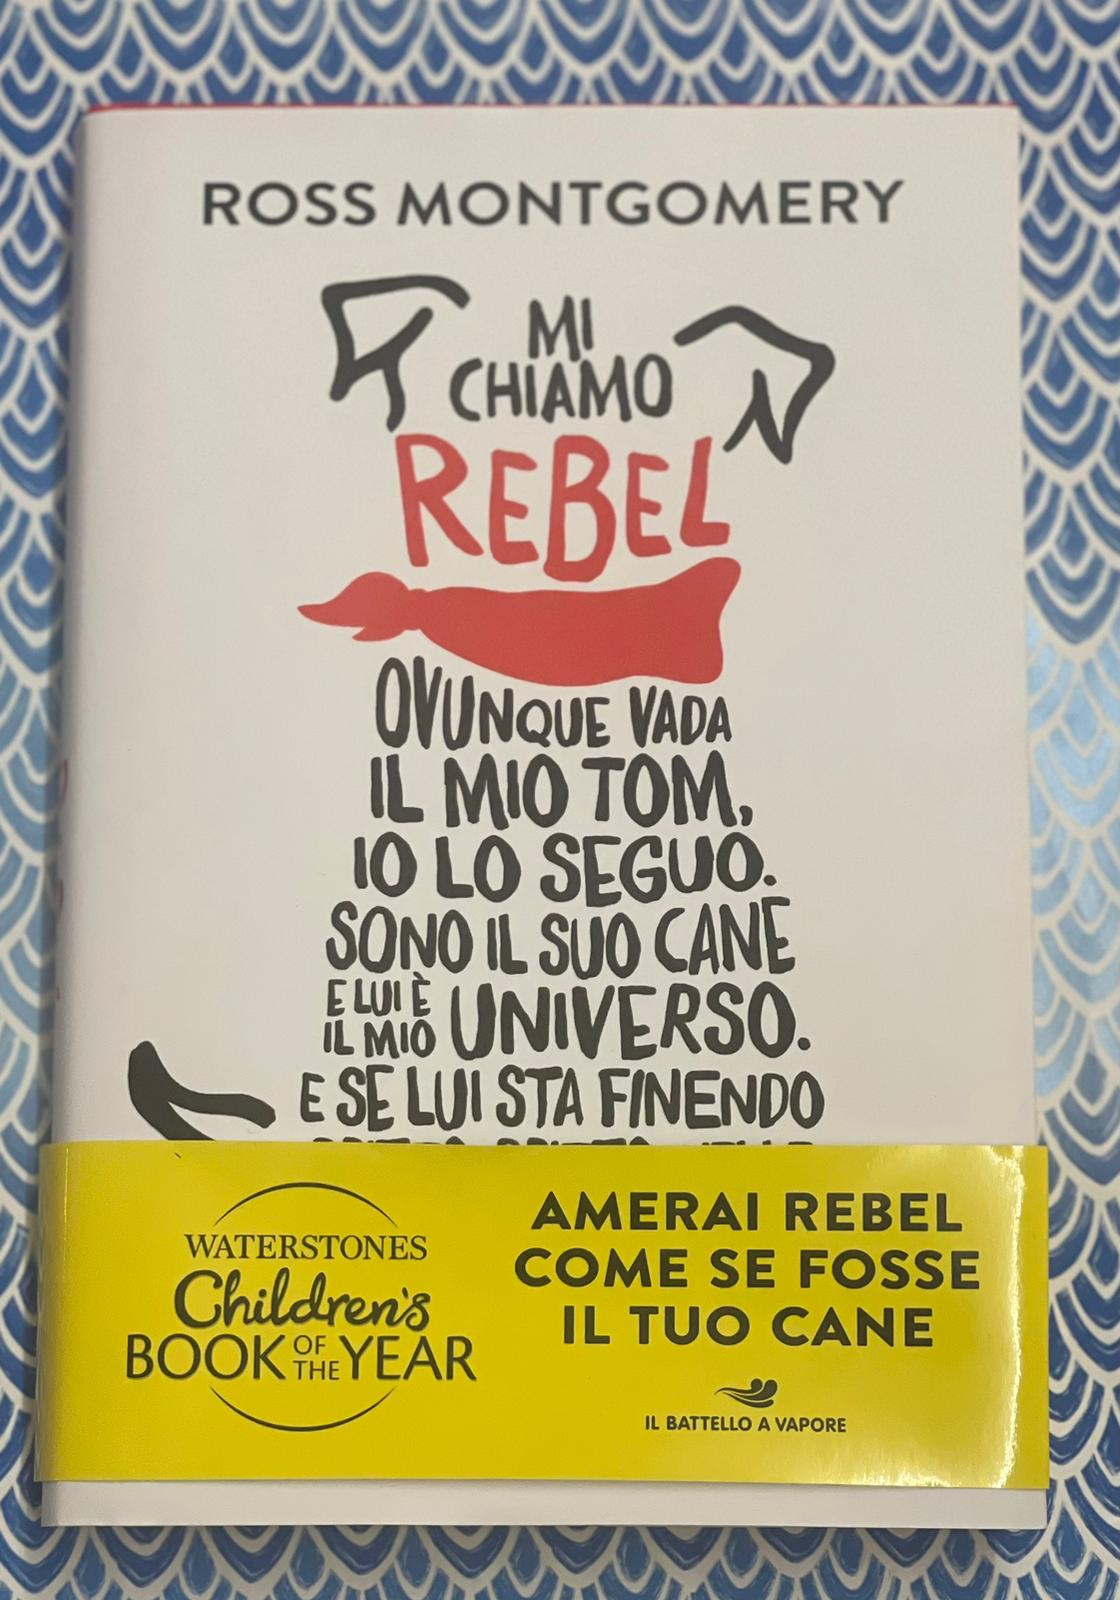 ROSS MONTGOMERY
MI
CHIAMO
REBEL
OVUNQUE VADA
IL MIO TOM,
IO LO SEGUO.
SONO IL SUO CANE
E LUI È
IL MIO UNIVERSO.
E SE LUI STA FINENDO
WATERSTONES
Children's
BOOK OF THE YEAR
AMERAI REBEL
COME SE FOSSE
IL TUO CANE
IL BATTELLO A VAPORE